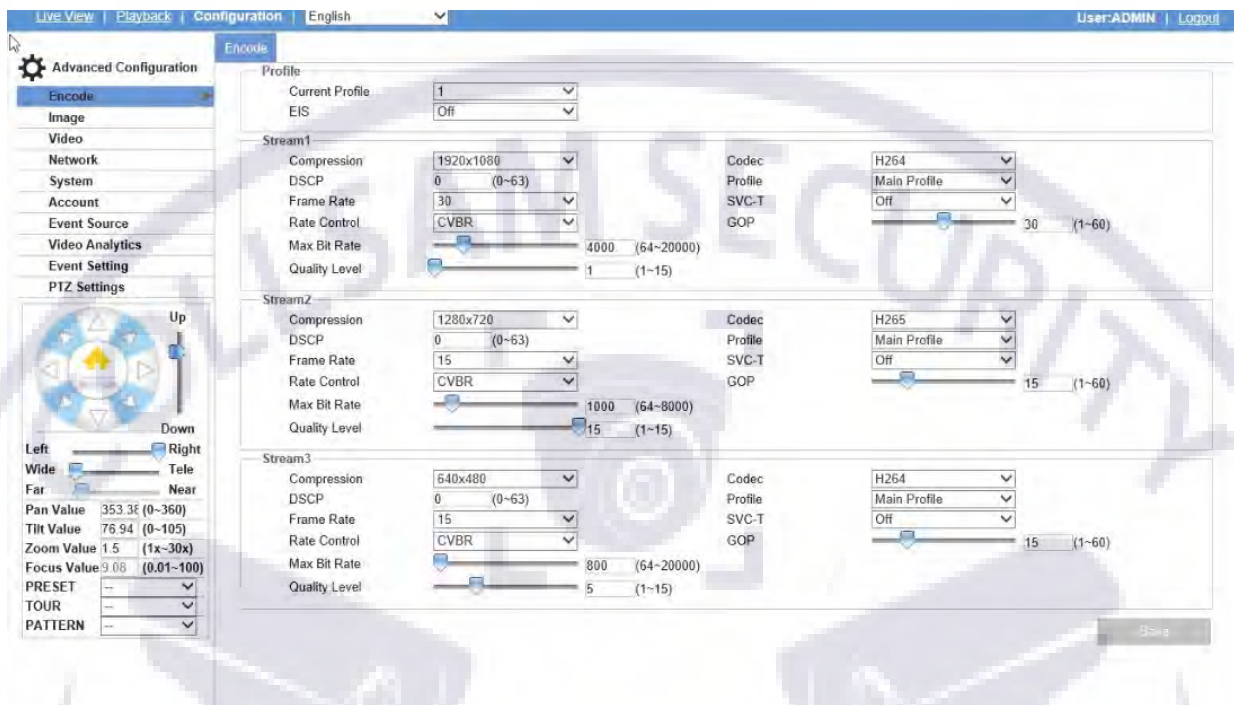 Live View | Playback | Configuration | English User:ADMIN | Logout
Advanced Configuration
Encode
Image
Video
Network
System
Account
Event Source
Video Analytics
Event Setting
PTZ Settings
Up
Down
Left Right
Wide Tele
Far Near
Pan Value 353.38 (0~360)
Tilt Value 76.94 (0~105)
Zoom Value 1.5 (1x~30x)
Focus Value 9.08 (0.01~100)
PRESET --
TOUR --
PATTERN --
Encode
Profile
Current Profile 1
EIS Off
Stream1
Compression 1920x1080 Codec H264
DSCP 0 (0~63) Profile Main Profile
Frame Rate 30 SVC-T Off
Rate Control CVBR GOP 30 (1~60)
Max Bit Rate 4000 (64~20000)
Quality Level 1 (1~15)
Stream2
Compression 1280x720 Codec H265
DSCP 0 (0~63) Profile Main Profile
Frame Rate 15 SVC-T Off
Rate Control CVBR GOP 15 (1~60)
Max Bit Rate 1000 (64~8000)
Quality Level 15 (1~15)
Stream3
Compression 640x480 Codec H264
DSCP 0 (0~63) Profile Main Profile
Frame Rate 15 SVC-T Off
Rate Control CVBR GOP 15 (1~60)
Max Bit Rate 800 (64~20000)
Quality Level 5 (1~15)
Save